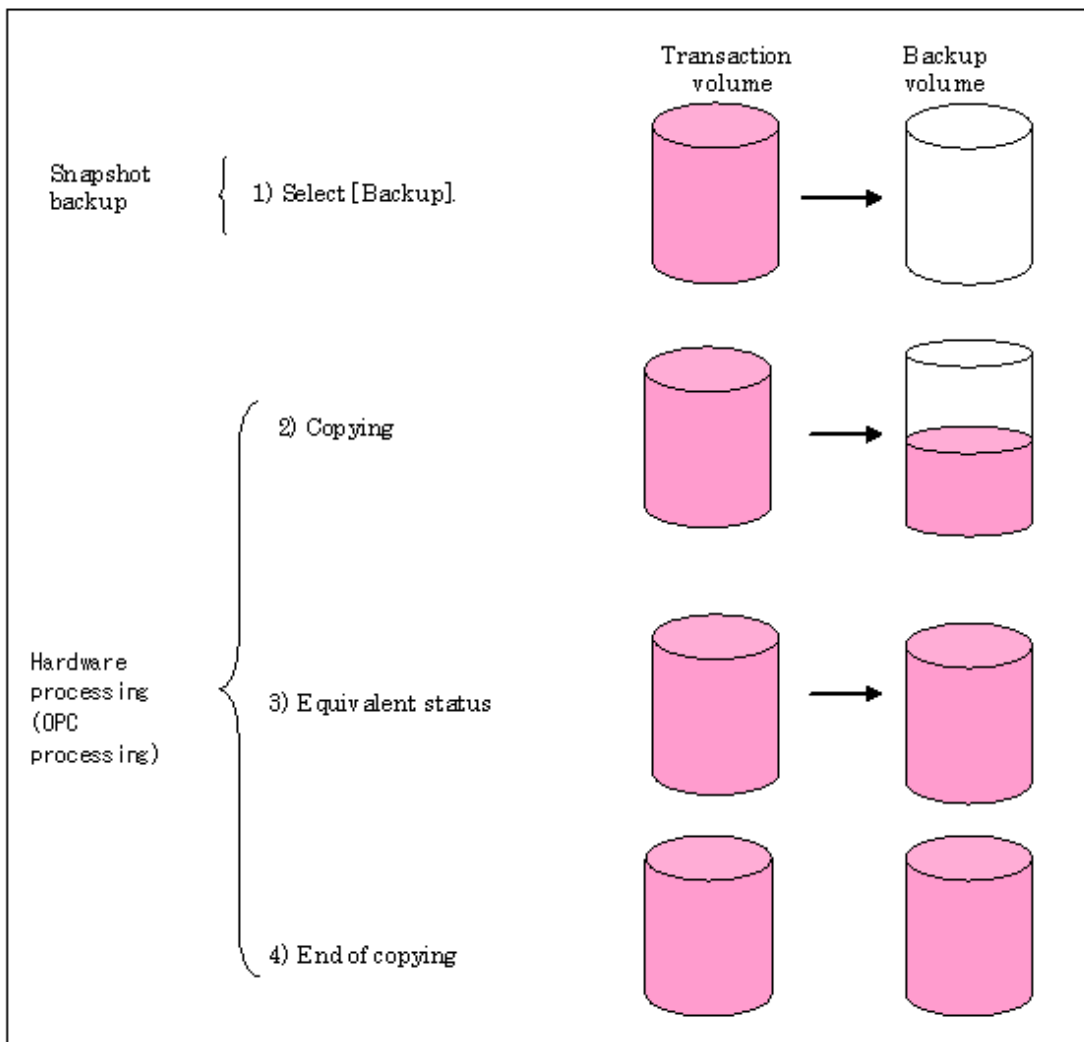 Transaction
volume
Backup
volume
Snapshot
backup
1) Select [Backup].
2) Copying
Hardware
processing
(OPC
processing)
3) Equivalent status
4) End of copying